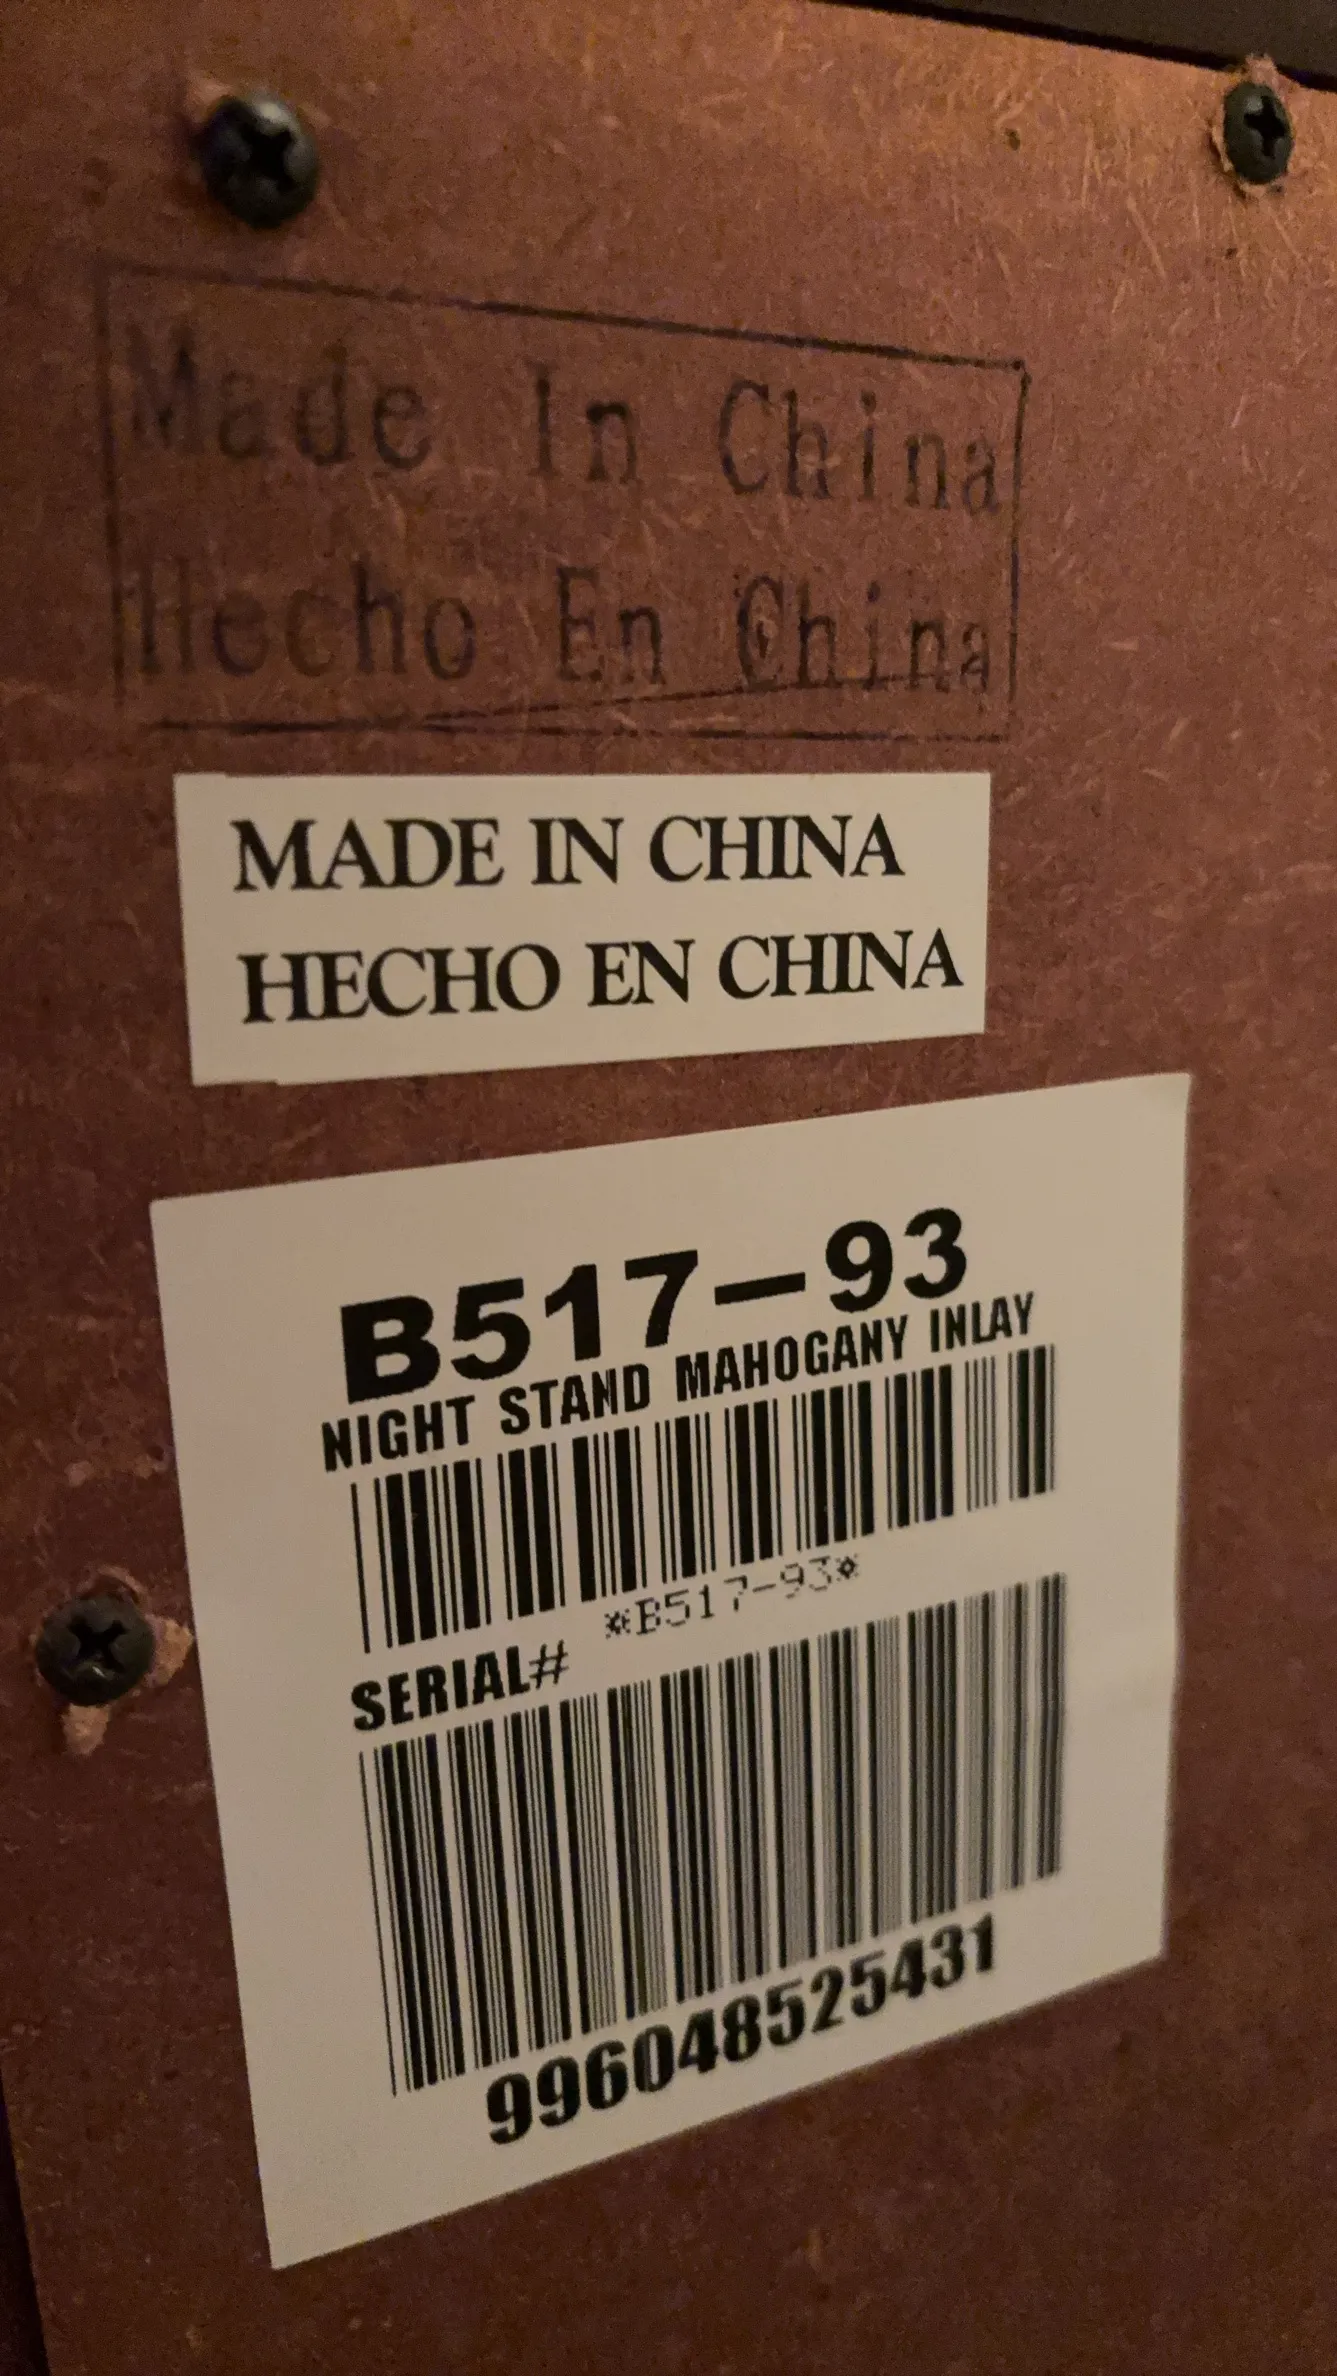 Made In China
Hecho En China
MADE IN CHINA
HECHO EN CHINA
B517-93
NIGHT STAND MAHOGANY INLAY
*B517-93*
SERIAL#
996048525431